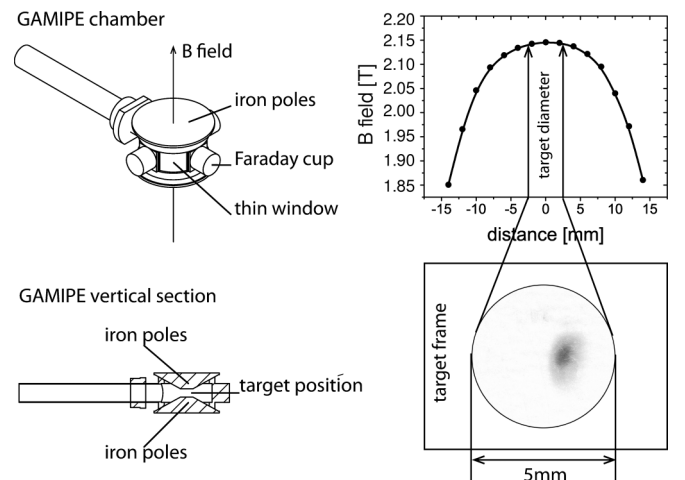 GAMIPE chamber
B field
iron poles
Faraday cup
thin window
GAMIPE vertical section
iron poles
target position
iron poles
B field [T]
2.20
2.15
2.10
2.05
2.00
1.95
1.90
1.85
target diameter
-15 -10 -5 0 5 10 15
distance [mm]
target frame
5mm